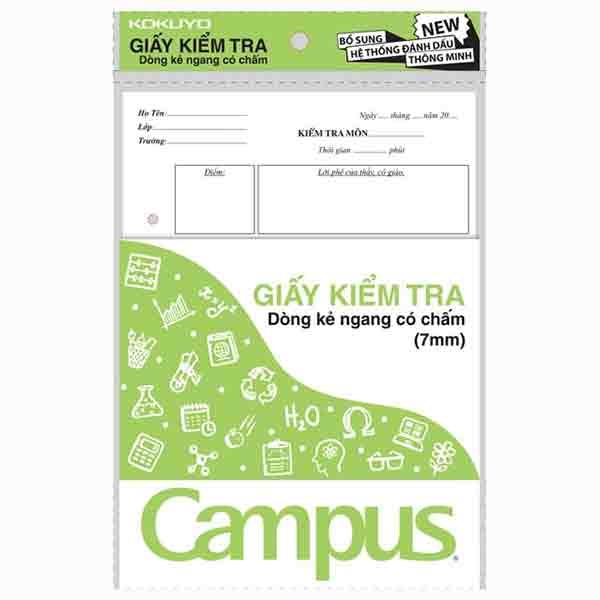 KOKUYO
GIẤY KIỂM TRA
Dòng kẻ ngang có chấm
NEW
BỔ SUNG
HỆ THỐNG ĐÁNH DẤU
THÔNG MINH
Họ Tên:
Lớp
Trường:
Ngày ..... tháng ..... năm 20....
KIỂM TRA MÔN
Thời gian .............. phút
Điểm:
Lời phê của thầy, cô giáo.
GIẤY KIỂM TRA
Dòng kẻ ngang có chấm
(7mm)
H₂O
Ω
Campus®